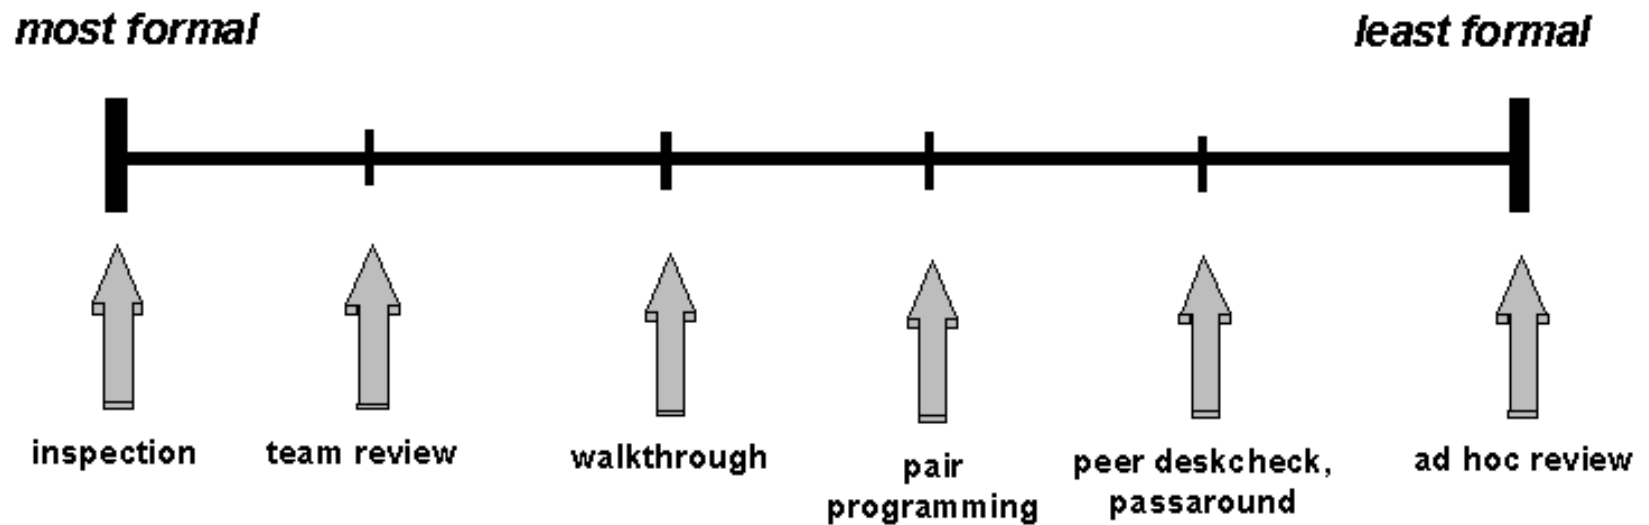 most formal
least formal
inspection
team review
walkthrough
pair
programming
peer deskcheck,
passaround
ad hoc review